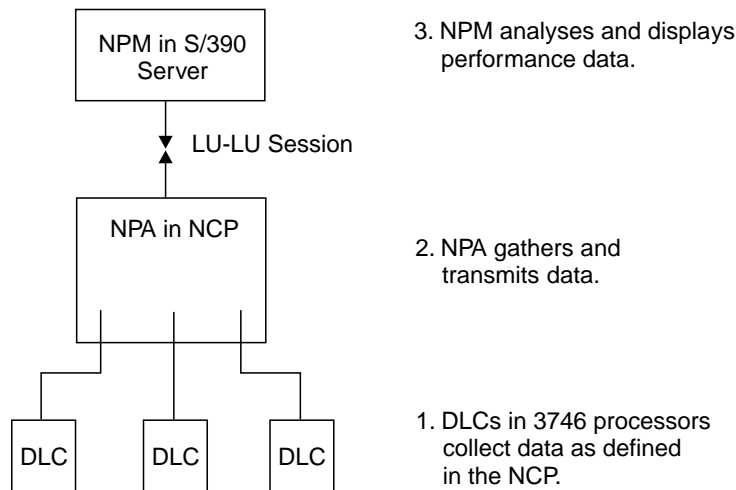 NPM in S/390
Server
3. NPM analyses and displays
performance data.
LU-LU Session
NPA in NCP
2. NPA gathers and
transmits data.
DLC
DLC
DLC
1. DLCs in 3746 processors
collect data as defined
in the NCP.